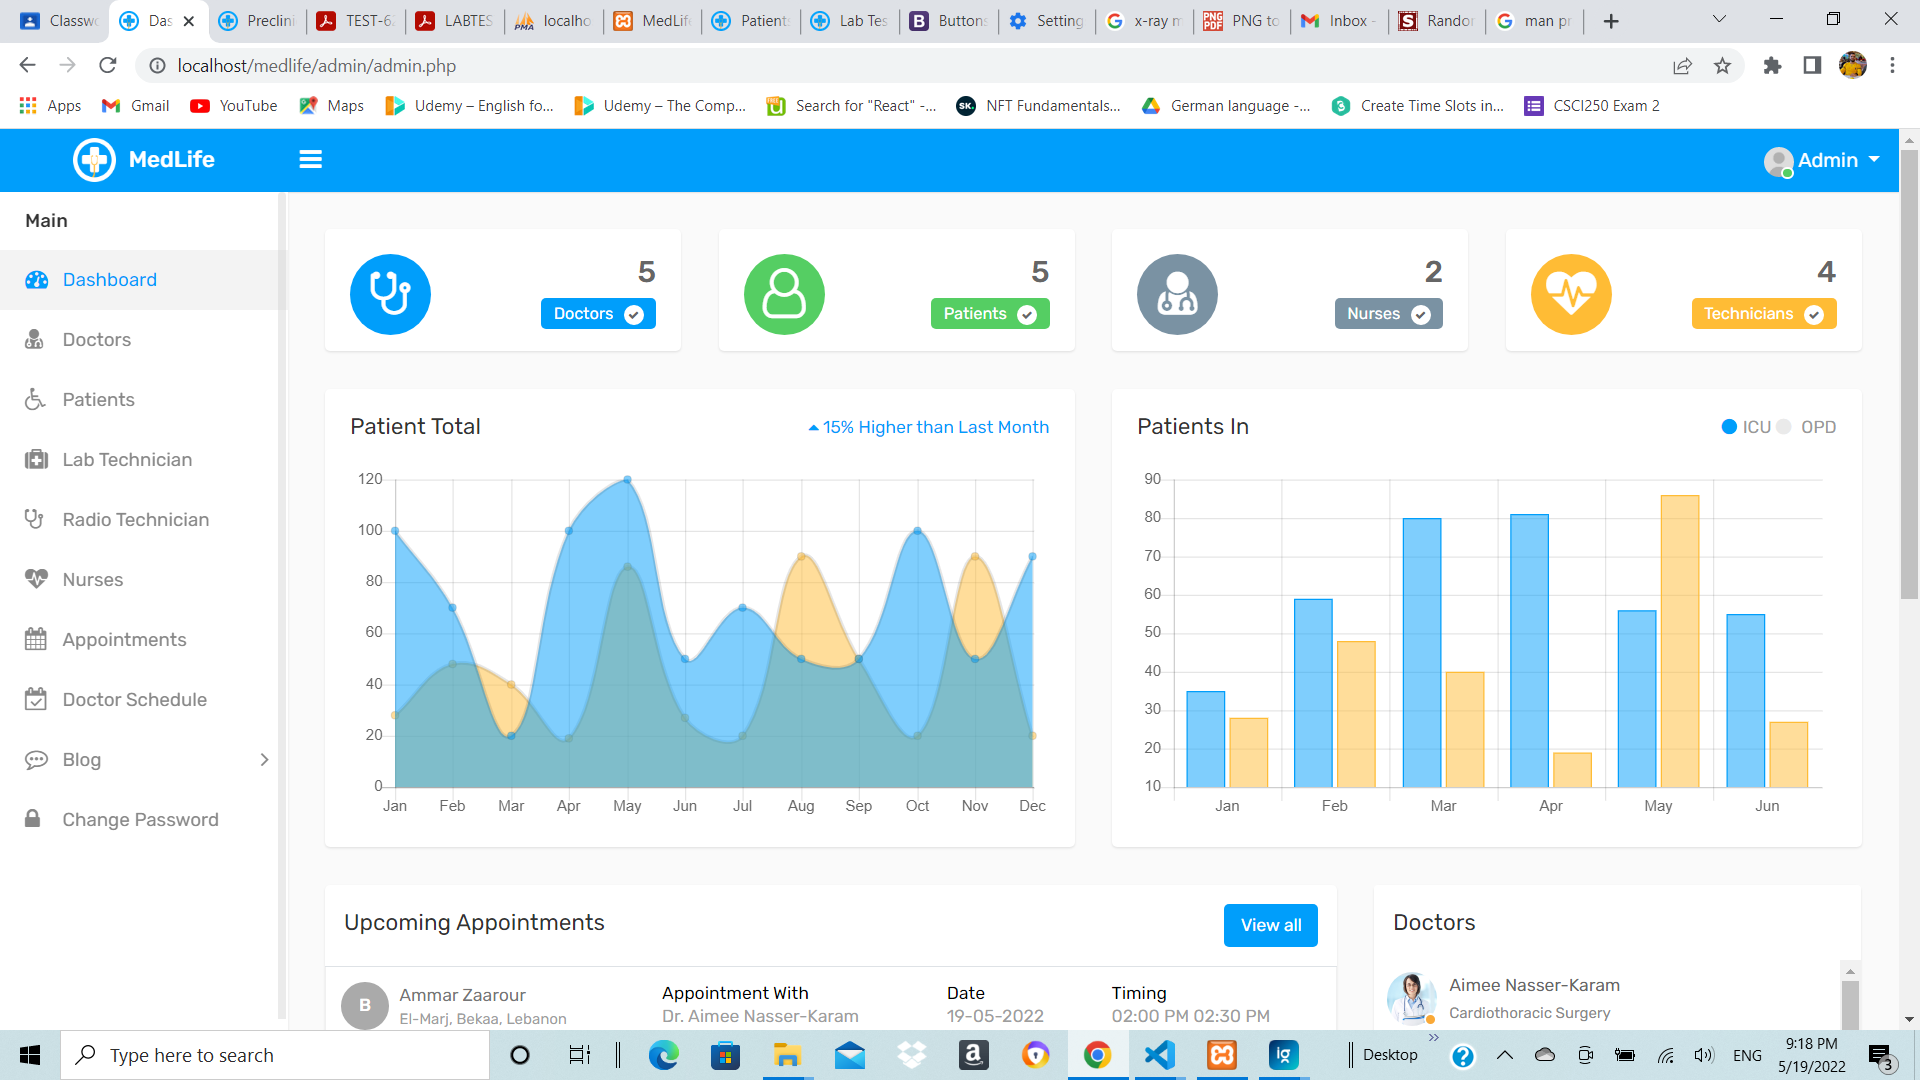 Classw
Das
Preclini
TEST-62
LABTES
localho
MedLife
Patient
Lab Tes
Button
Setting
x-ray m
PNG to
Inbox -
Randor
man pr
localhost/medlife/admin/admin.php
Apps
Gmail
YouTube
Maps
Udemy – English fo...
Udemy – The Comp...
Search for "React" -...
NFT Fundamentals...
German language -...
Create Time Slots in...
CSCI250 Exam 2
MedLife
Admin
Main
Dashboard
Doctors
Patients
Lab Technician
Radio Technician
Nurses
Appointments
Doctor Schedule
Blog
Change Password
5
Doctors
5
Patients
2
Nurses
4
Technicians
Patient Total
15% Higher than Last Month
120
100
80
60
40
20
0
Jan Feb Mar Apr May Jun Jul Aug Sep Oct Nov Dec
Patients In
ICU OPD
90
80
70
60
50
40
30
20
10
Jan Feb Mar Apr May Jun
Upcoming Appointments
View all
B
Ammar Zaarour
El-Marj, Bekaa, Lebanon
Appointment With
Dr. Aimee Nasser-Karam
Date
19-05-2022
Timing
02:00 PM 02:30 PM
Doctors
Aimee Nasser-Karam
Cardiothoracic Surgery
Type here to search
Desktop
ENG
9:18 PM
5/19/2022
3